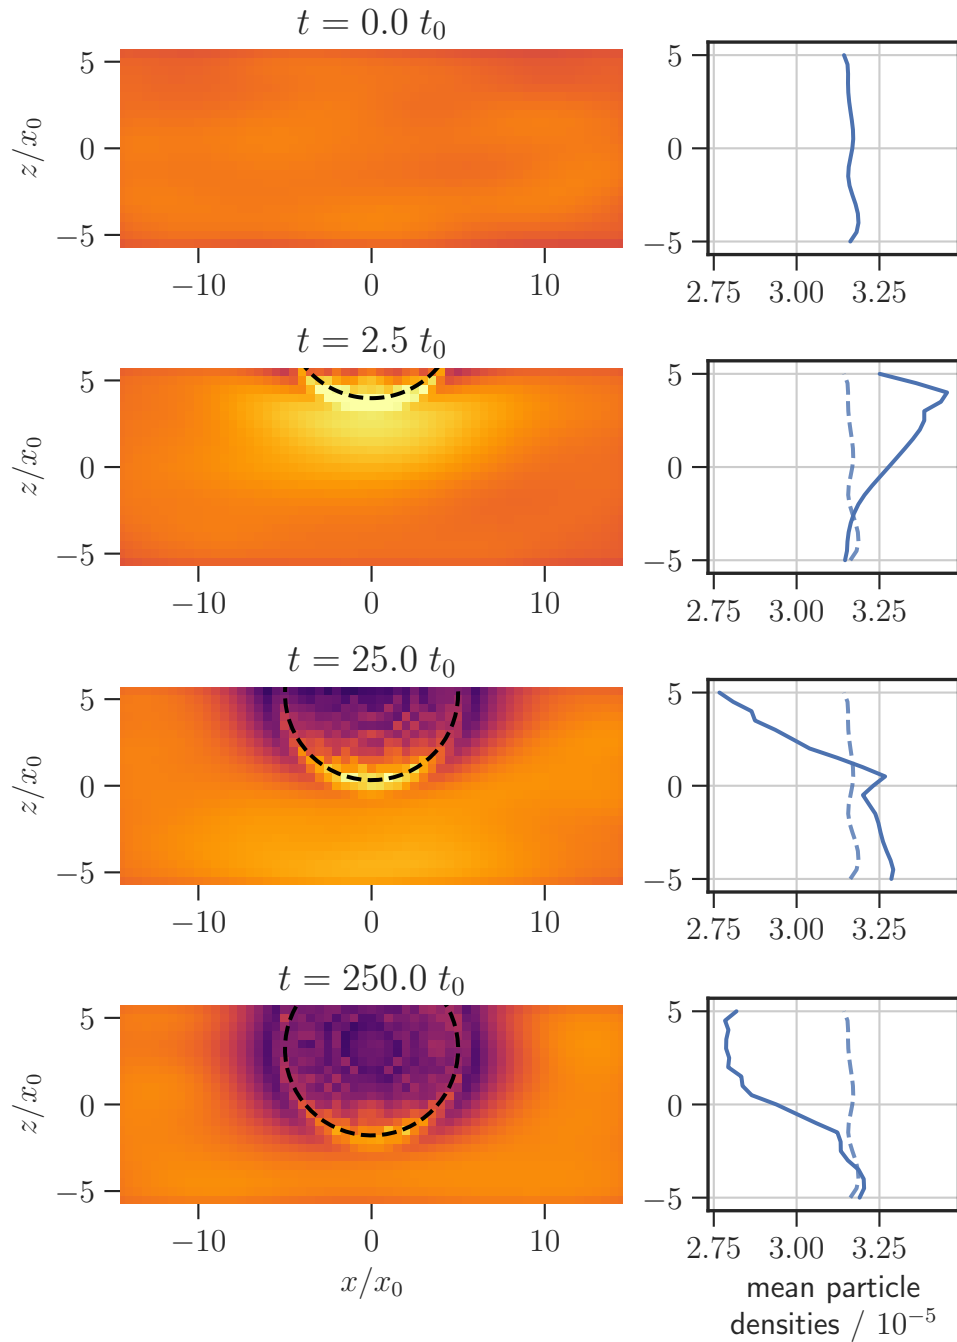 t = 0.0 t₀
z/x₀
5
0
−5
−10 0 10
5
0
−5
2.75 3.00 3.25
t = 2.5 t₀
z/x₀
5
0
−5
−10 0 10
5
0
−5
2.75 3.00 3.25
t = 25.0 t₀
z/x₀
5
0
−5
−10 0 10
5
0
−5
2.75 3.00 3.25
t = 250.0 t₀
z/x₀
5
0
−5
−10 0 10
x/x₀
5
0
−5
2.75 3.00 3.25
mean particle
densities / 10⁻⁵